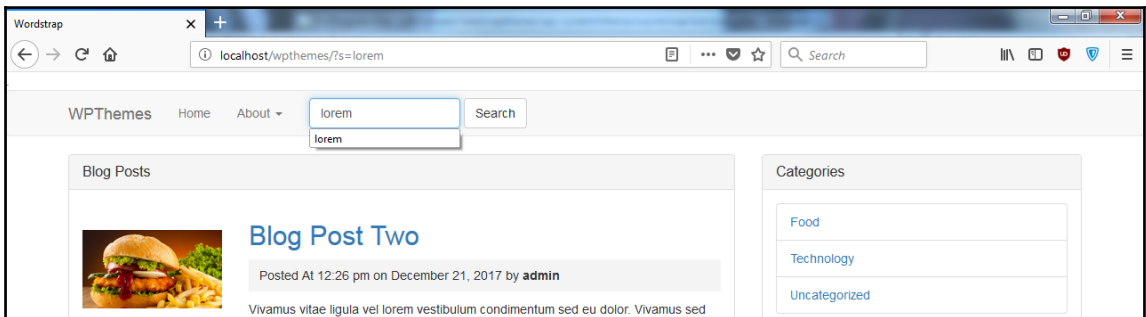 Wordstrap
localhost/wpthemes/?s=lorem
Search
WPThemes Home About lorem Search
lorem
Blog Posts
Categories
Blog Post Two
Posted At 12:26 pm on December 21, 2017 by admin
Vivamus vitae ligula vel lorem vestibulum condimentum sed eu dolor. Vivamus sed
Food
Technology
Uncategorized